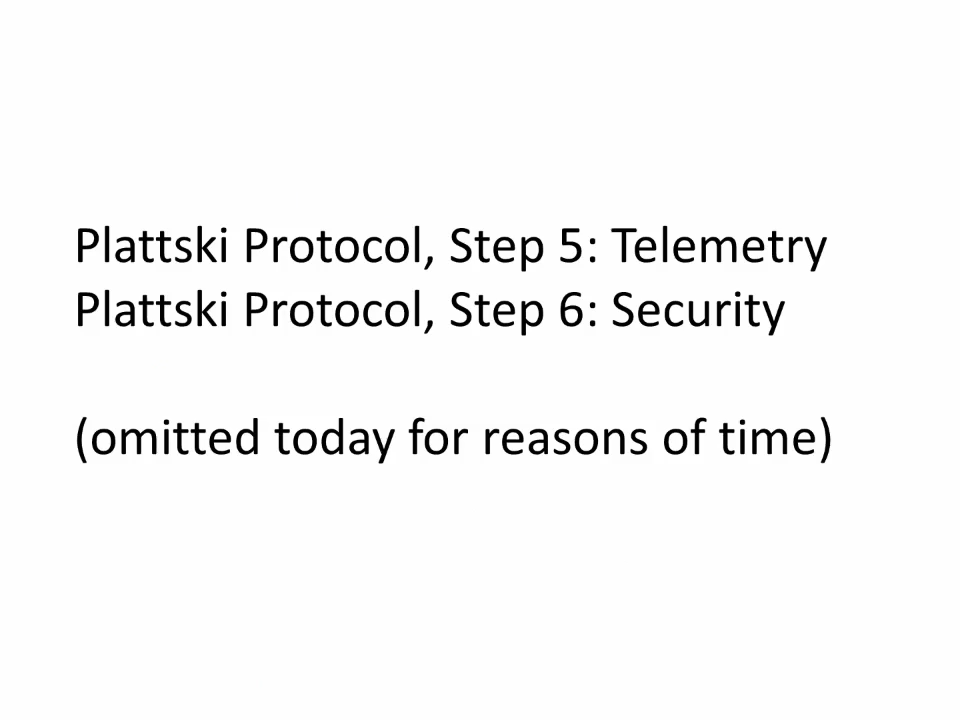 Plattski Protocol, Step 5: Telemetry
Plattski Protocol, Step 6: Security
(omitted today for reasons of time)